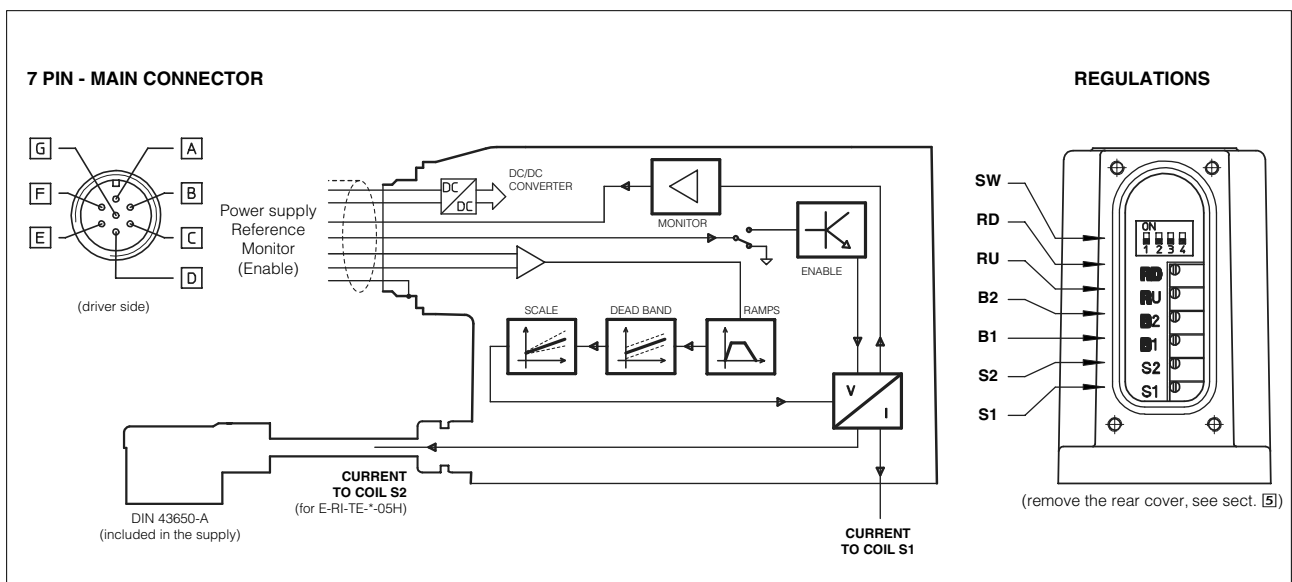 7 PIN - MAIN CONNECTOR
G
A
F
B
E
C
D
(driver side)
Power supply
Reference
Monitor
(Enable)
DC
DC
DC/DC
CONVERTER
MONITOR
ENABLE
SCALE
DEAD BAND
RAMPS
V
I
DIN 43650-A
(included in the supply)
CURRENT
TO COIL S2
(for E-RI-TE-*-05H)
CURRENT
TO COIL S1
REGULATIONS
SW
RD
RU
B2
B1
S2
S1
ON
1 2 3 4
RD
RU
B2
B1
S2
S1
(remove the rear cover, see sect. 5)